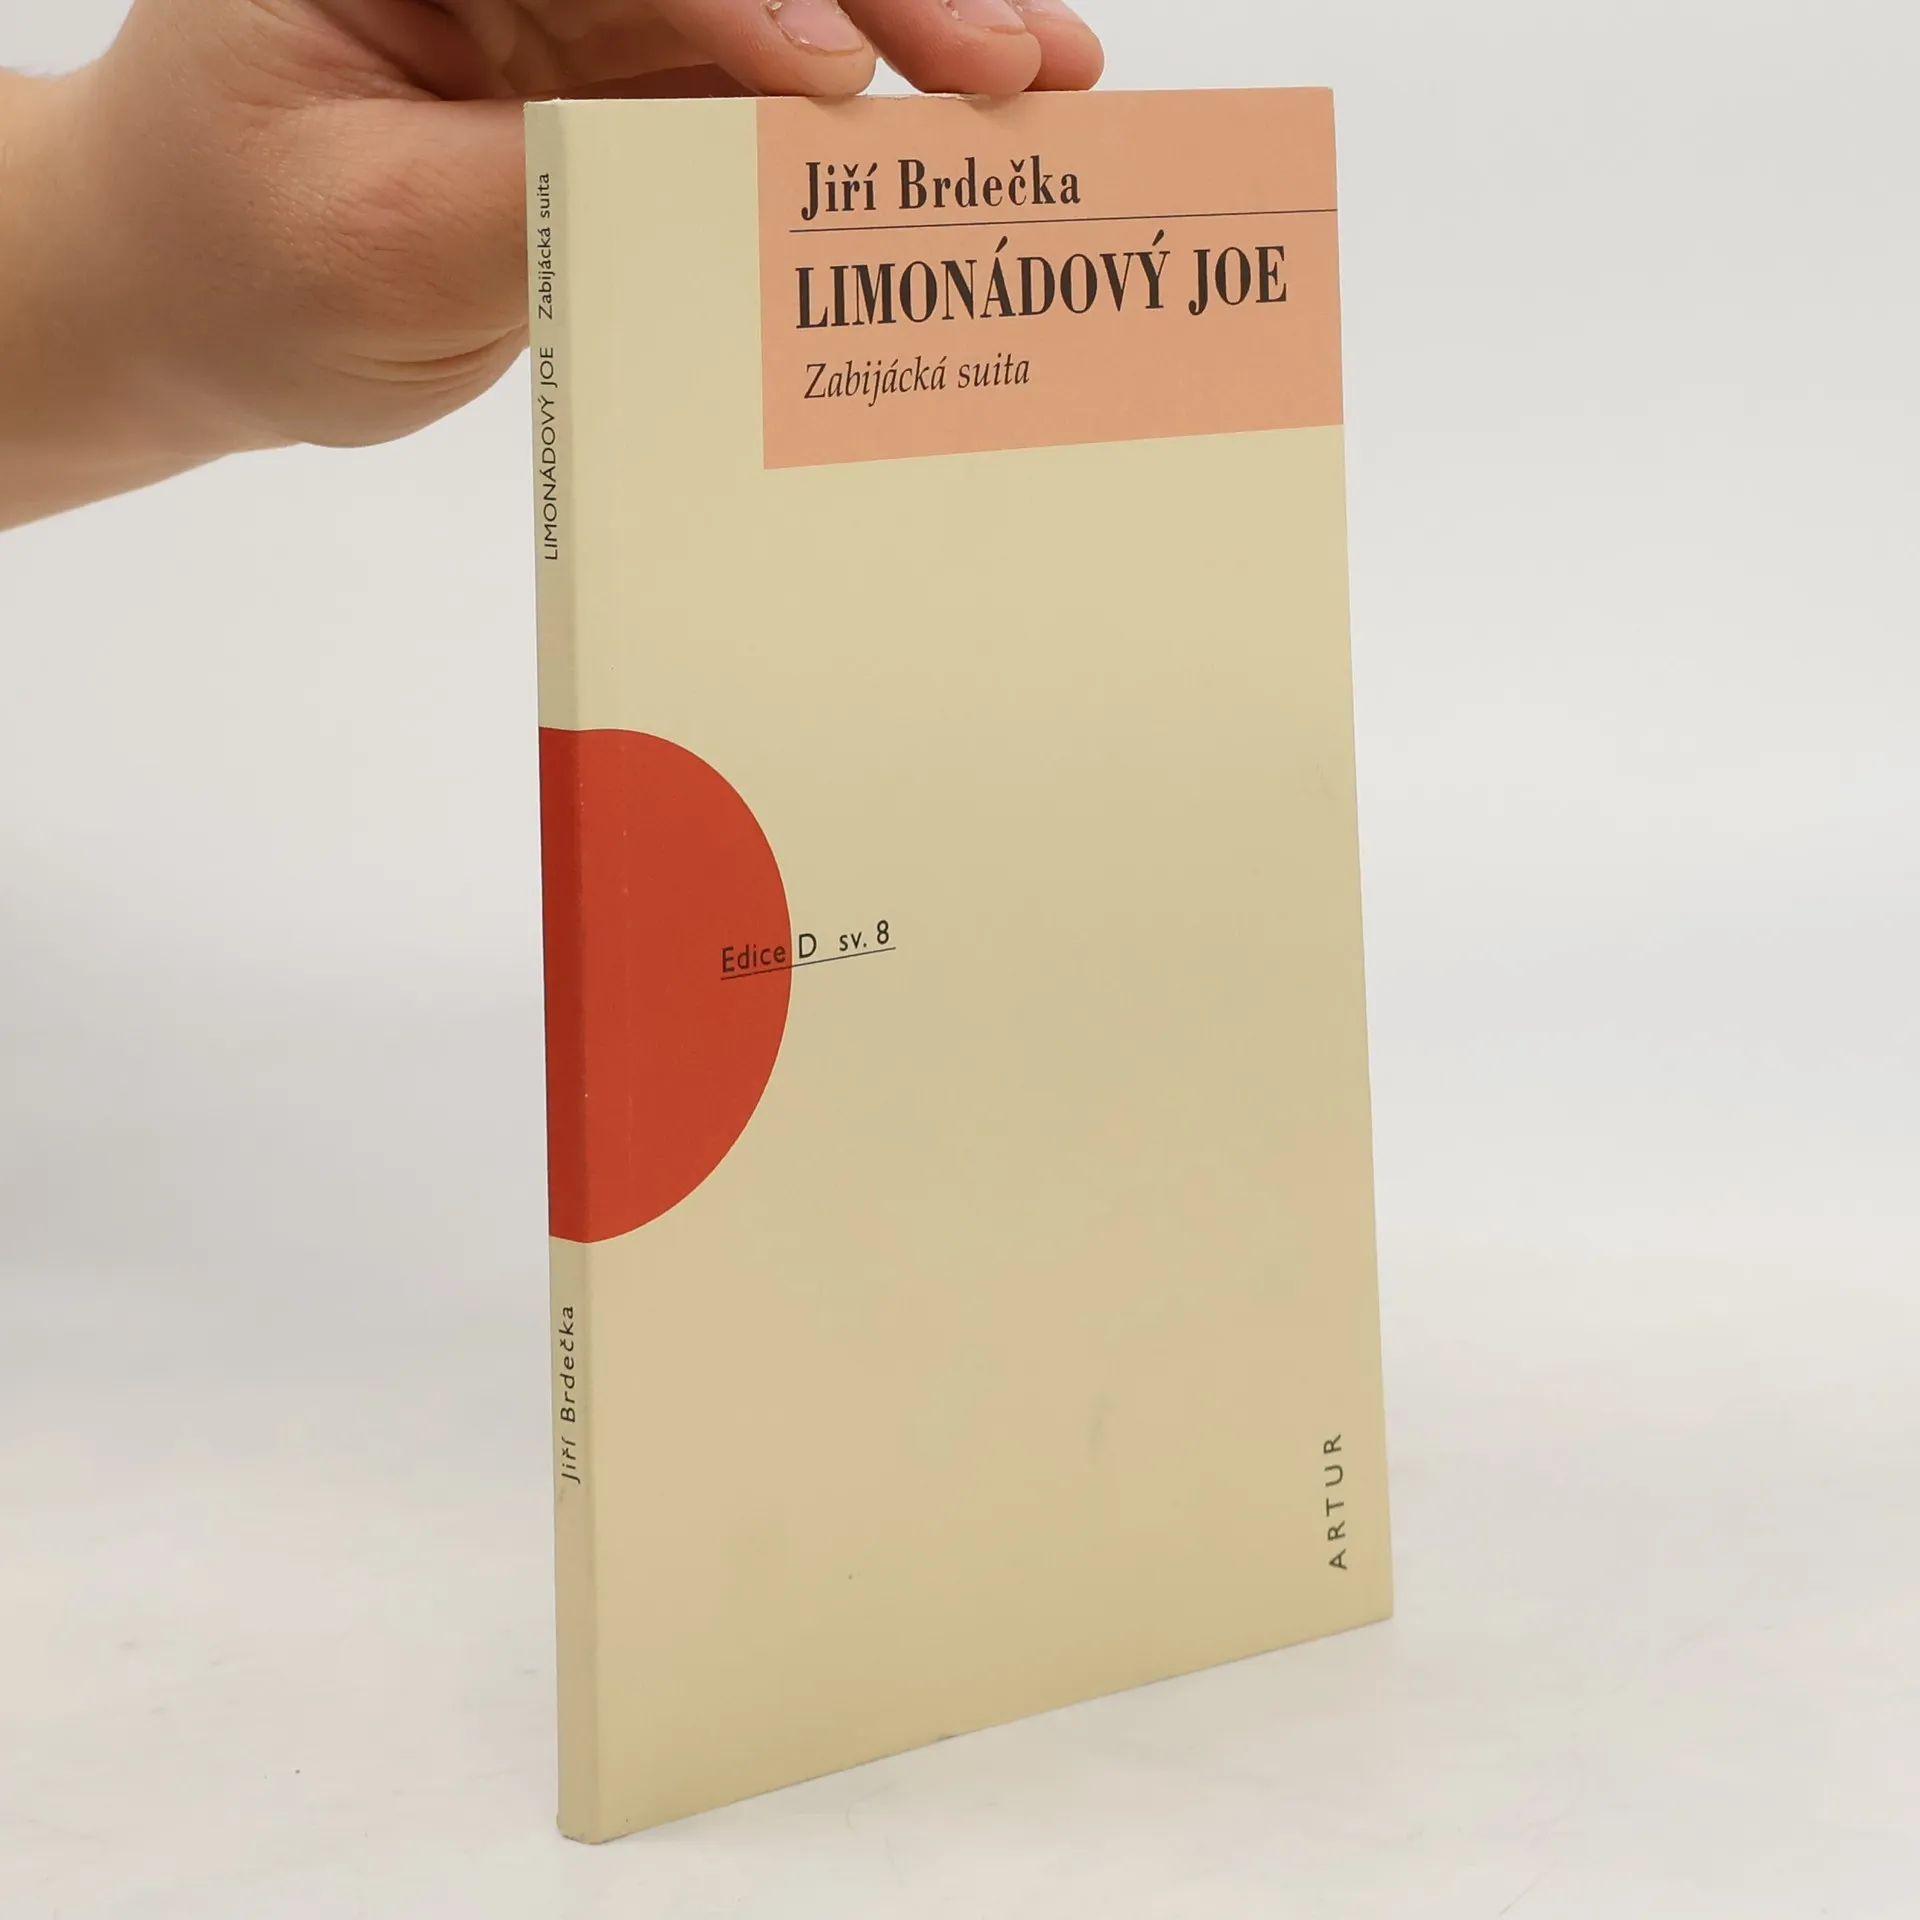 Jiří Brdečka
LIMONÁDOVÝ JOE
Zabijácká suita
Edice D sv. 8
ARTUR
LIMONÁDOVÝ JOE Zabijácká suita
Jiří Brdečka